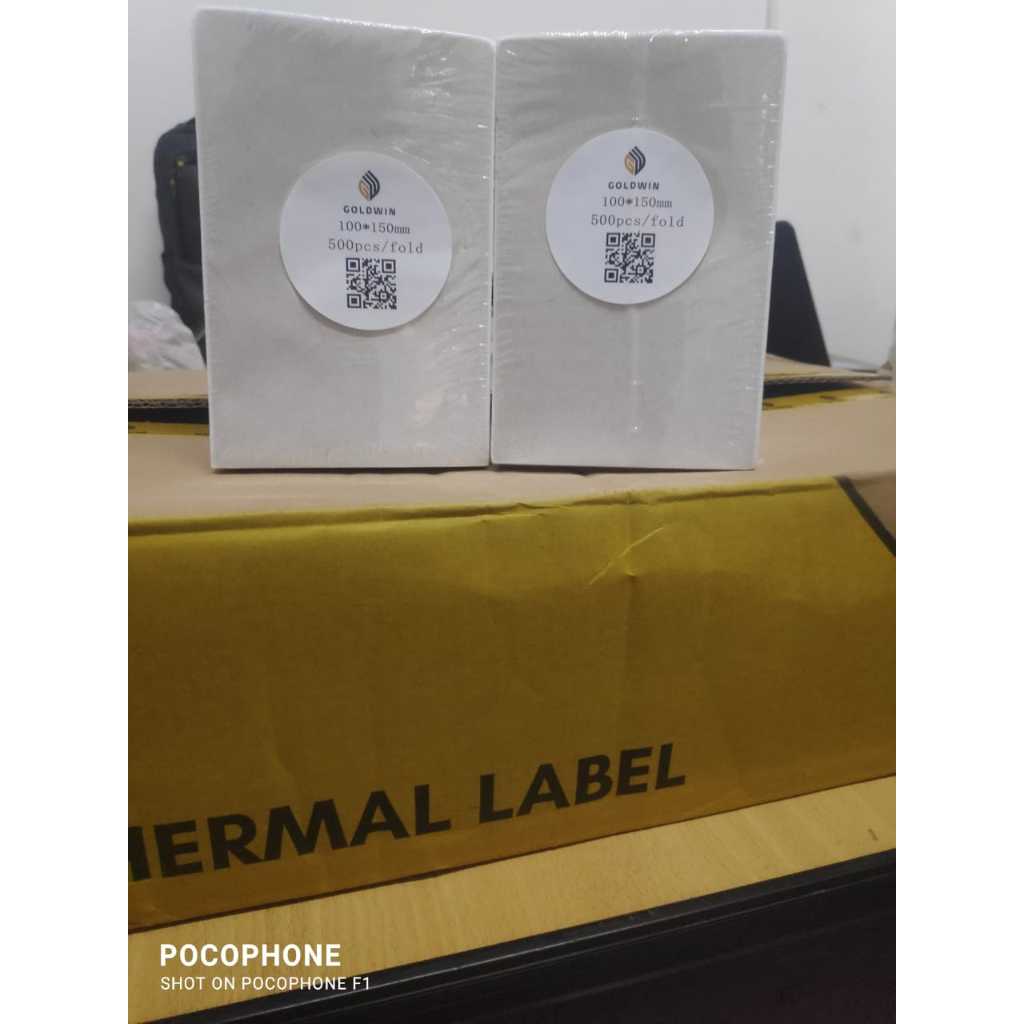 GOLDWIN
100*150mm
500pcs/fold
GOLDWIN
100*150mm
500pcs/fold
HERMAL LABEL
POCOPHONE
SHOT ON POCOPHONE F1